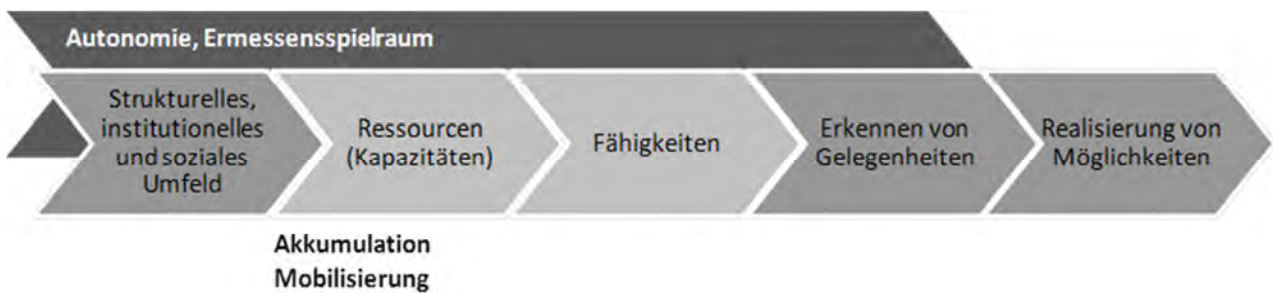 Autonomie, Ermessensspielraum
Strukturelles,
institutionelles
und soziales
Umfeld
Ressourcen
(Kapazitäten)
Fähigkeiten
Erkennen von
Gelegenheiten
Realisierung von
Möglichkeiten
Akkumulation
Mobilisierung